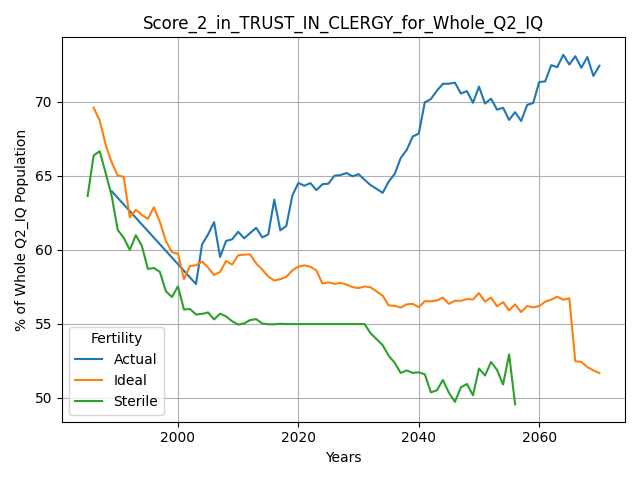 Score_2_in_TRUST_IN_CLERGY_for_Whole_Q2_IQ
% of Whole Q2_IQ Population
70
65
60
55
50
Fertility
Actual
Ideal
Sterile
2000 2020 2040 2060
Years